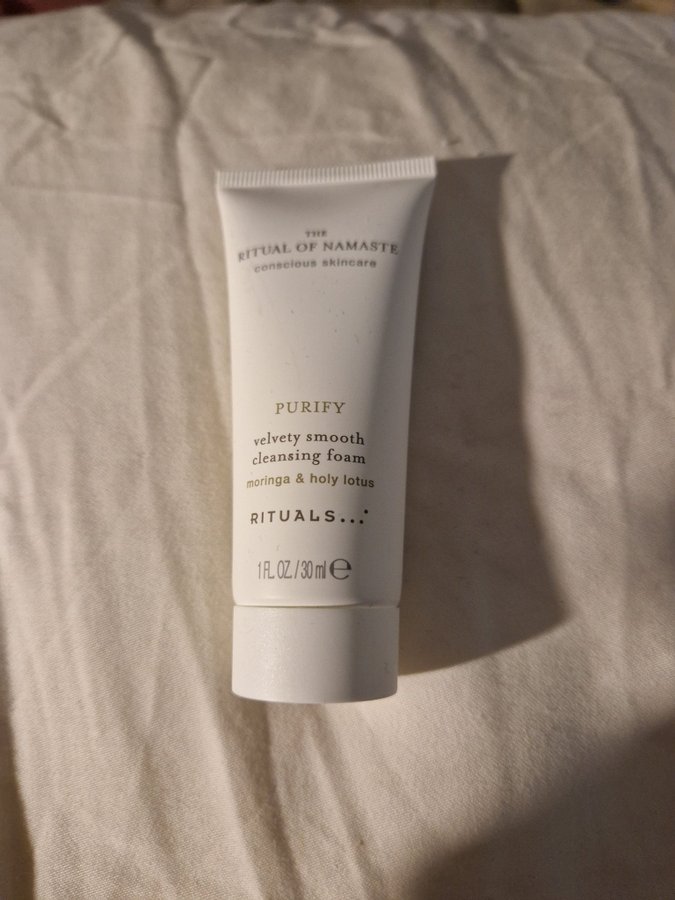 THE
RITUAL OF NAMASTE
conscious skincare
PURIFY
velvety smooth
cleansing foam
moringa & holy lotus
RITUALS...
1 FL. OZ. / 30 ml ℮